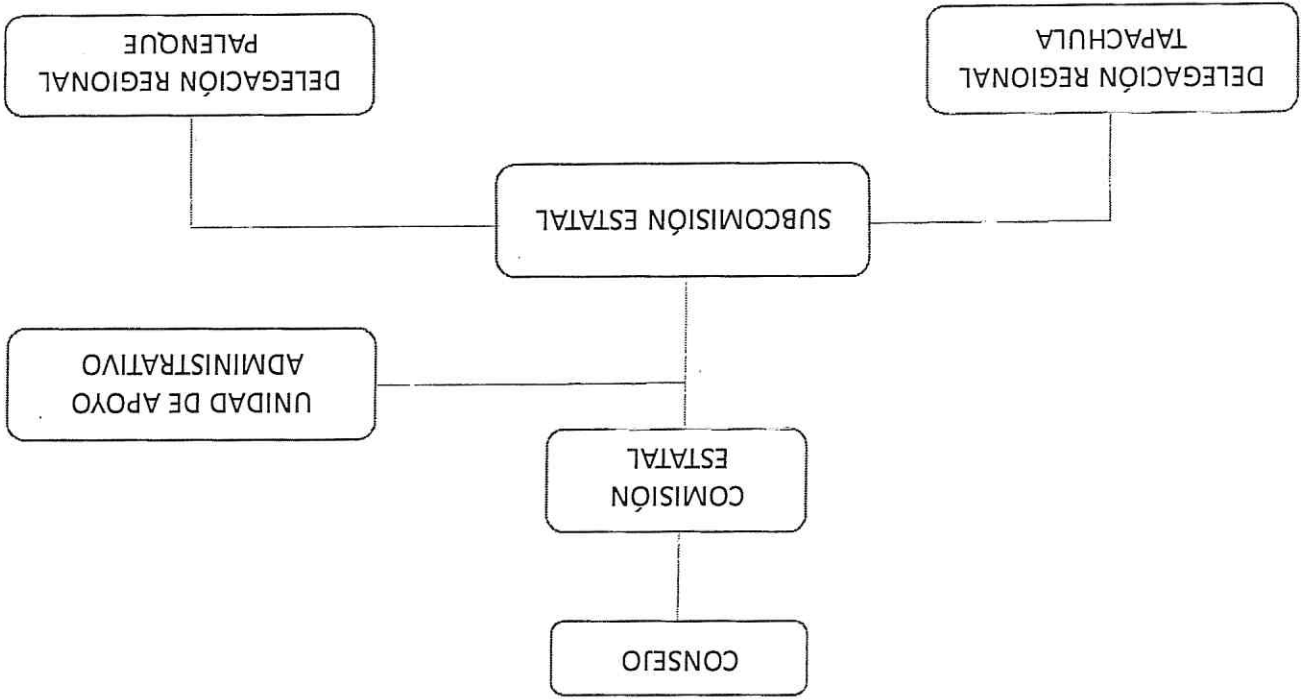 CONSEJO
COMISIÓN
ESTATAL
UNIDAD DE APOYO
ADMINISTRATIVO
SUBCOMISIÓN ESTATAL
DELEGACIÓN REGIONAL
TAPACHULA
DELEGACIÓN REGIONAL
PALENQUE